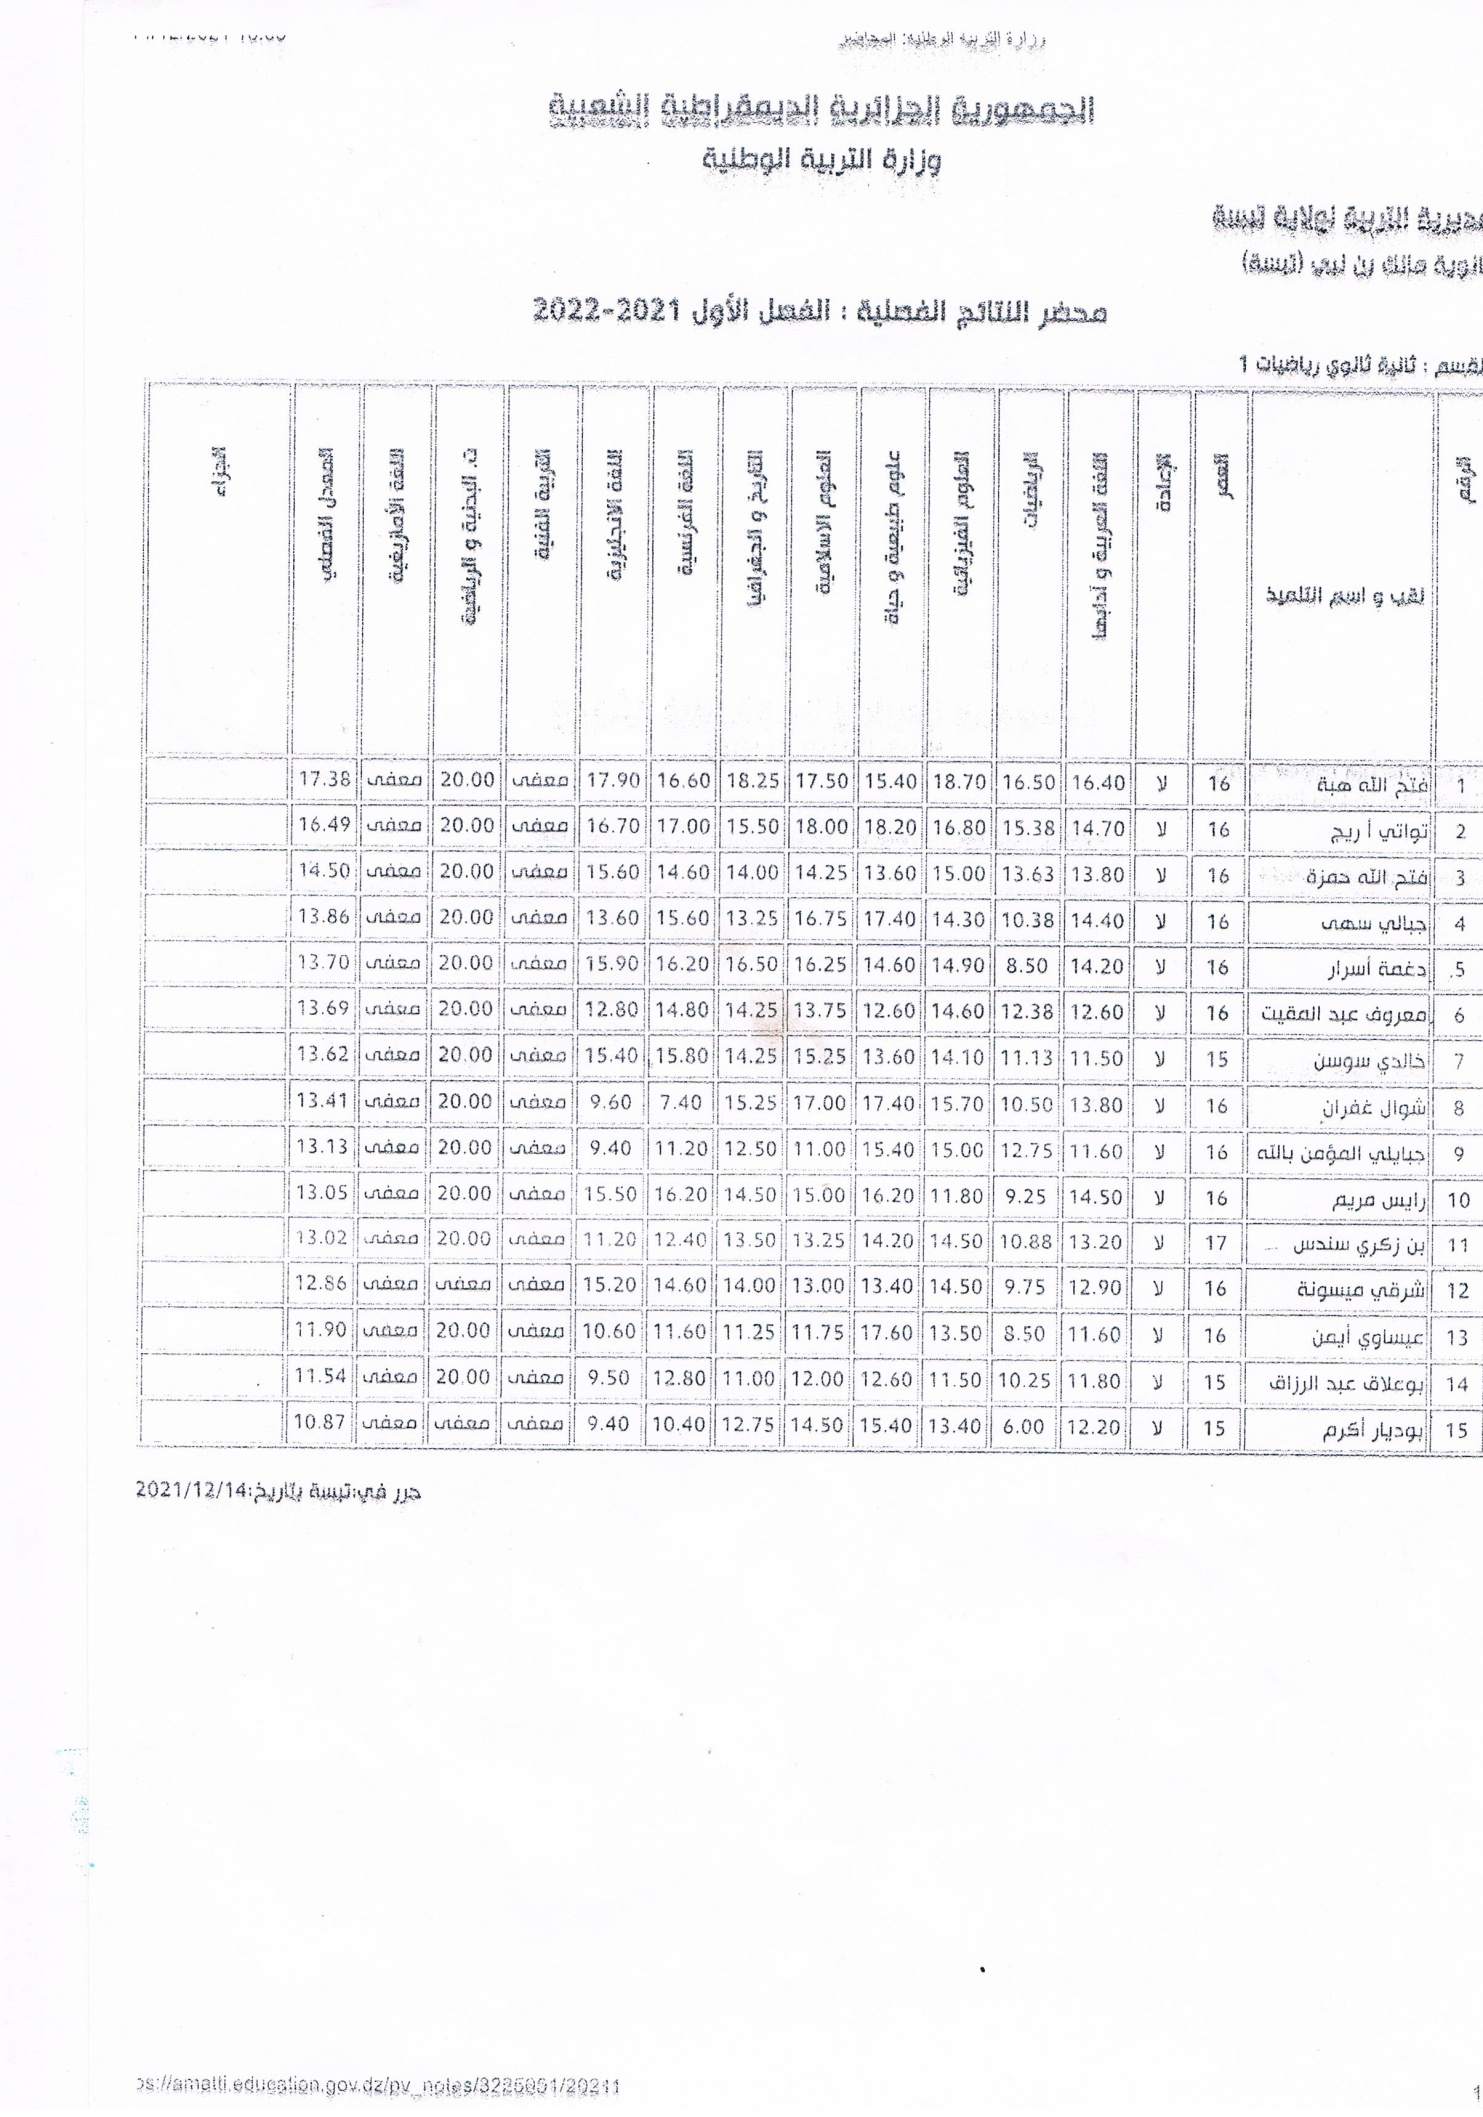 وزارة التربية الوطنية: المحاضر
الجمهورية الجزائرية الديمقراطية الشعبية
وزارة التربية الوطنية
مديرية التربية لولاية تبسة
ثانوية مالك بن نبي (تبسة)
محضر النتائج الفصلية : الفصل الأول 2021-2022
القسم : ثانية ثانوي رياضيات 1
الرقم لقب و اسم التلميذ العمر الإعادة اللغة العربية و آدابها الرياضيات العلوم الفيزيائية علوم طبيعية و حياة العلوم الاسلامية التاريخ و الجغرافيا اللغة الفرنسية اللغة الانجليزية التربية الفنية ت. البدنية و الرياضية اللغة الأمازيغية المعدل الفصلي الجزاء
1 فتح الله هبة 16 لا 16.40 16.50 18.70 15.40 17.50 18.25 16.60 17.90 معفى 20.00 معفى 17.38
2 تواتي أ ريج 16 لا 14.70 15.38 16.80 18.20 18.00 15.50 17.00 16.70 معفى 20.00 معفى 16.49
3 فتح الله حمزة 16 لا 13.80 13.63 15.00 13.60 14.25 14.00 14.60 15.60 معفى 20.00 معفى 14.50
4 جبالي سهى 16 لا 14.40 10.38 14.30 17.40 16.75 13.25 15.60 13.60 معفى 20.00 معفى 13.86
5 دغمة أسرار 16 لا 14.20 8.50 14.90 14.60 16.25 16.50 16.20 15.90 معفى 20.00 معفى 13.70
6 معروف عبد المقيت 16 لا 12.60 12.38 14.60 12.60 13.75 14.25 14.80 12.80 معفى 20.00 معفى 13.69
7 خالدي سوسن 15 لا 11.50 11.13 14.10 13.60 15.25 14.25 15.80 15.40 معفى 20.00 معفى 13.62
8 شوال غفران 16 لا 13.80 10.50 15.70 17.40 17.00 15.25 7.40 9.60 معفى 20.00 معفى 13.41
9 جبايلي المؤمن بالله 16 لا 11.60 12.75 15.00 15.40 11.00 12.50 11.20 9.40 معفى 20.00 معفى 13.13
10 رايس مريم 16 لا 14.50 9.25 11.80 16.20 15.00 14.50 16.20 15.50 معفى 20.00 معفى 13.05
11 بن زكري سندس 17 لا 13.20 10.88 14.50 14.20 13.25 13.50 12.40 11.20 معفى 20.00 معفى 13.02
12 شرقي ميسونة 16 لا 12.90 9.75 14.50 13.40 13.00 14.00 14.60 15.20 معفى معفى معفى 12.86
13 عيساوي أيمن 16 لا 11.60 8.50 13.50 17.60 11.75 11.25 11.60 10.60 معفى 20.00 معفى 11.90
14 بوعلاق عبد الرزاق 15 لا 11.80 10.25 11.50 12.60 12.00 11.00 12.80 9.50 معفى 20.00 معفى 11.54
15 بوديار أكرم 15 لا 12.20 6.00 13.40 15.40 14.50 12.75 10.40 9.40 معفى معفى معفى 10.87
حرر في:تبسة بتاريخ:2021/12/14
ps://amatti.education.gov.dz/pv_notes/3225051/20211
1